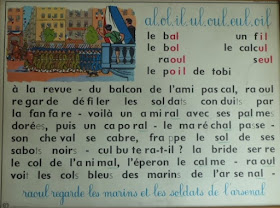 al.ol.il.ul.oul.eul.oil
le bal un fil
le bol le calcul
raoul seul
le poil de tobi
à la revue - du balcon de l'ami pascal, raoul
regarde défiler les soldats conduits par
la fanfare - voilà un amiral avec ses palmes
dorées, puis un caporal - le maréchal passe -
son cheval se cabre, frappe le sol de ses
sabots noirs - culbutera-t-il? la bride serre
le col de l'animal, l'éperon le calme - raoul
voit les cols bleus des marins de l'arsenal -
raoul regarde les marins et les soldats de l'arsenal